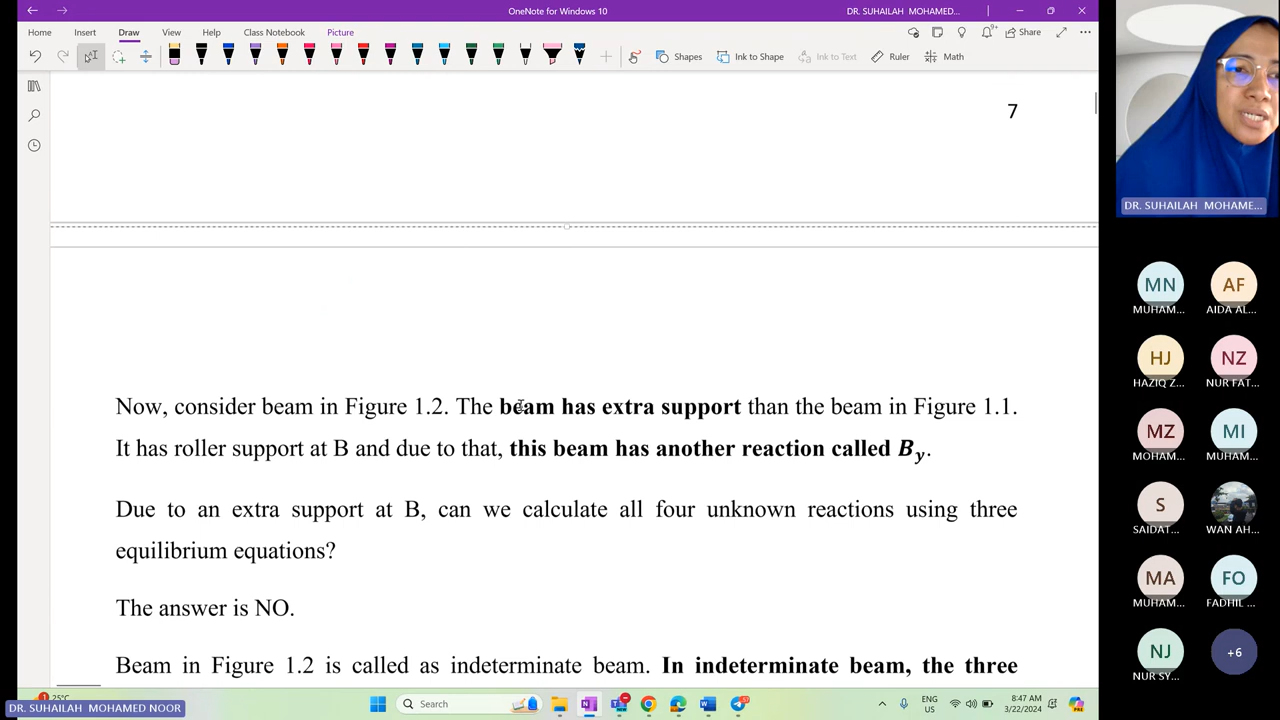 OneNote for Windows 10
DR. SUHAILAH MOHAMED...
Home Insert Draw View Help Class Notebook Picture
Share
Shapes Ink to Shape Ink to Text Ruler Math
7
Now, consider beam in Figure 1.2. The beam has extra support than the beam in Figure 1.1.
It has roller support at B and due to that, this beam has another reaction called By.
Due to an extra support at B, can we calculate all four unknown reactions using three
equilibrium equations?
The answer is NO.
Beam in Figure 1.2 is called as indeterminate beam. In indeterminate beam, the three
DR. SUHAILAH MOHAME...
MN AF
MUHAM... AIDA AL...
HJ NZ
HAZIQ Z... NUR FAT...
MZ MI
MOHAM... MUHAM...
S
SAIDAT... WAN AH...
MA FO
MUHAM... FADHIL ...
NJ +6
NUR SY...
1
25°C
DR. SUHAILAH MOHAMED NOOR
Search
ENG
US
8:47 AM
3/22/2024